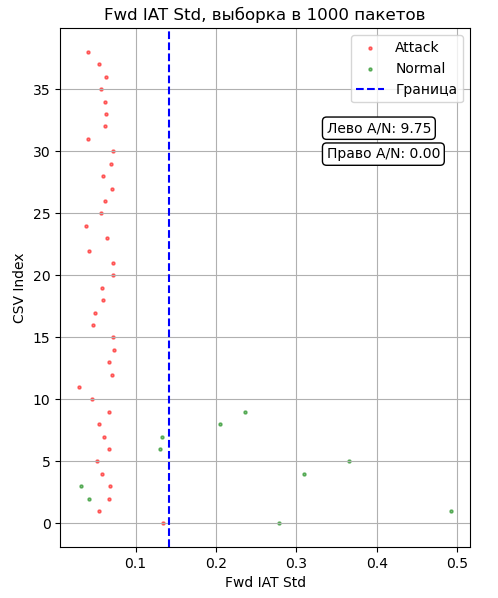 Fwd IAT Std, выборка в 1000 пакетов
Attack
Normal
Граница
Лево A/N: 9.75
Право A/N: 0.00
CSV Index
35
30
25
20
15
10
5
0
0.1 0.2 0.3 0.4 0.5
Fwd IAT Std